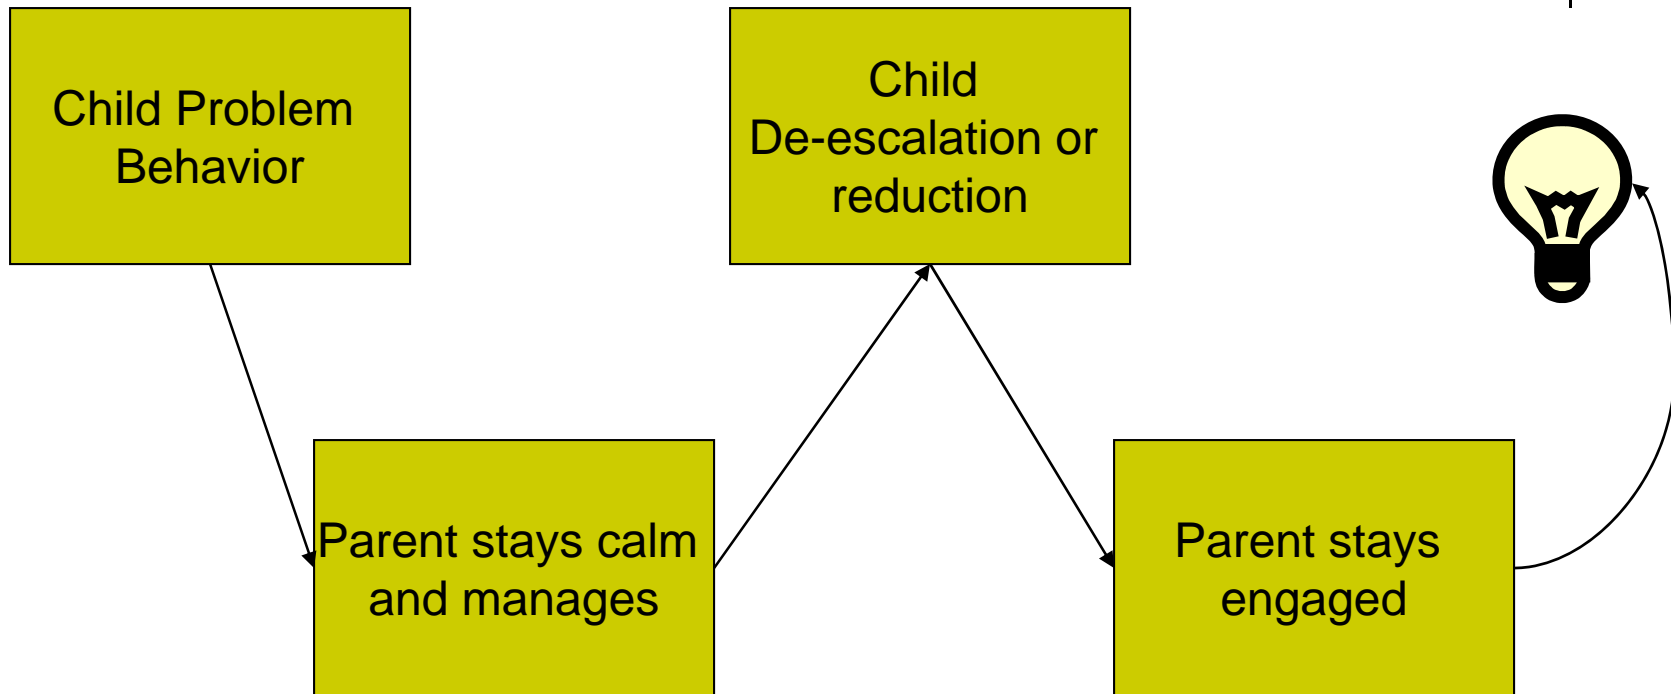 Child Problem
Behavior
Child
De-escalation or
reduction
Parent stays calm
and manages
Parent stays
engaged